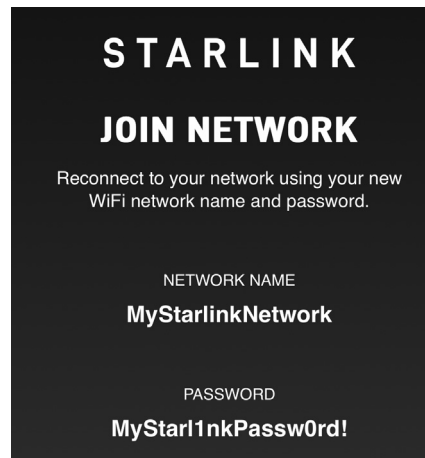 STARLINK
JOIN NETWORK
Reconnect to your network using your new
WiFi network name and password.
NETWORK NAME
MyStarlinkNetwork
PASSWORD
MyStarl1nkPassw0rd!